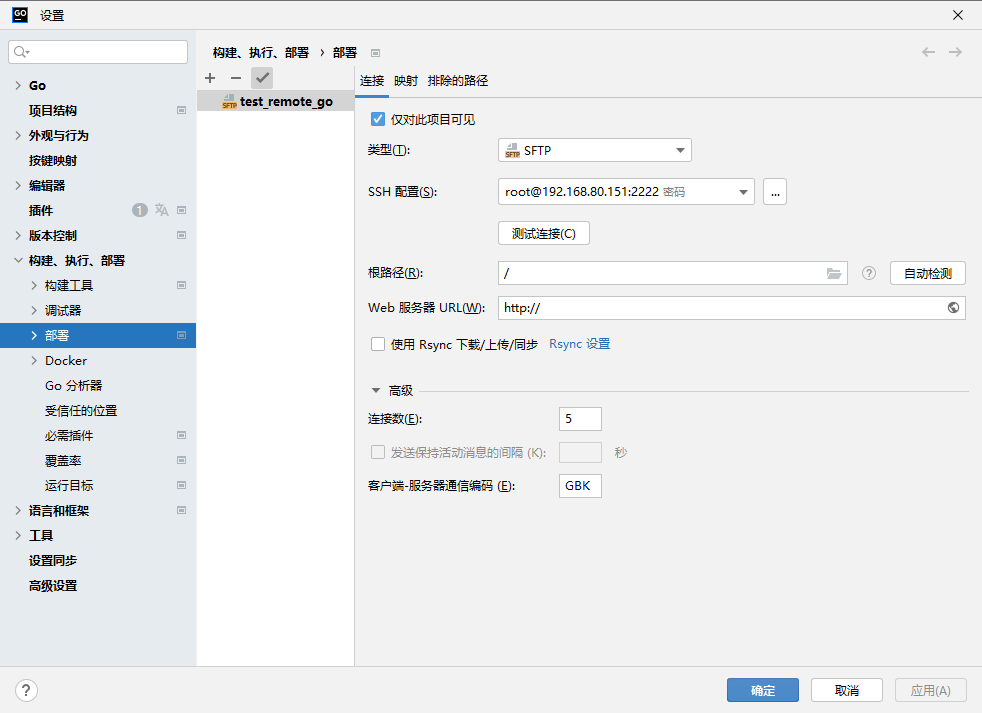 GO 设置
构建、执行、部署 › 部署
Go
项目结构
外观与行为
按键映射
编辑器
插件 1
版本控制
构建、执行、部署
构建工具
调试器
部署
Docker
Go 分析器
受信任的位置
必需插件
覆盖率
运行目标
语言和框架
工具
设置同步
高级设置
SFTP test_remote_go
连接 映射 排除的路径
仅对此项目可见
类型(T): SFTP SFTP
SSH 配置(S): root@192.168.80.151:2222 密码 ...
测试连接(C)
根路径(R): / ? 自动检测
Web 服务器 URL(W): http://
使用 Rsync 下载/上传/同步 Rsync 设置
高级
连接数(E): 5
发送保持活动消息的间隔 (K): 秒
客户端-服务器通信编码 (E): GBK
? 确定 取消 应用(A)